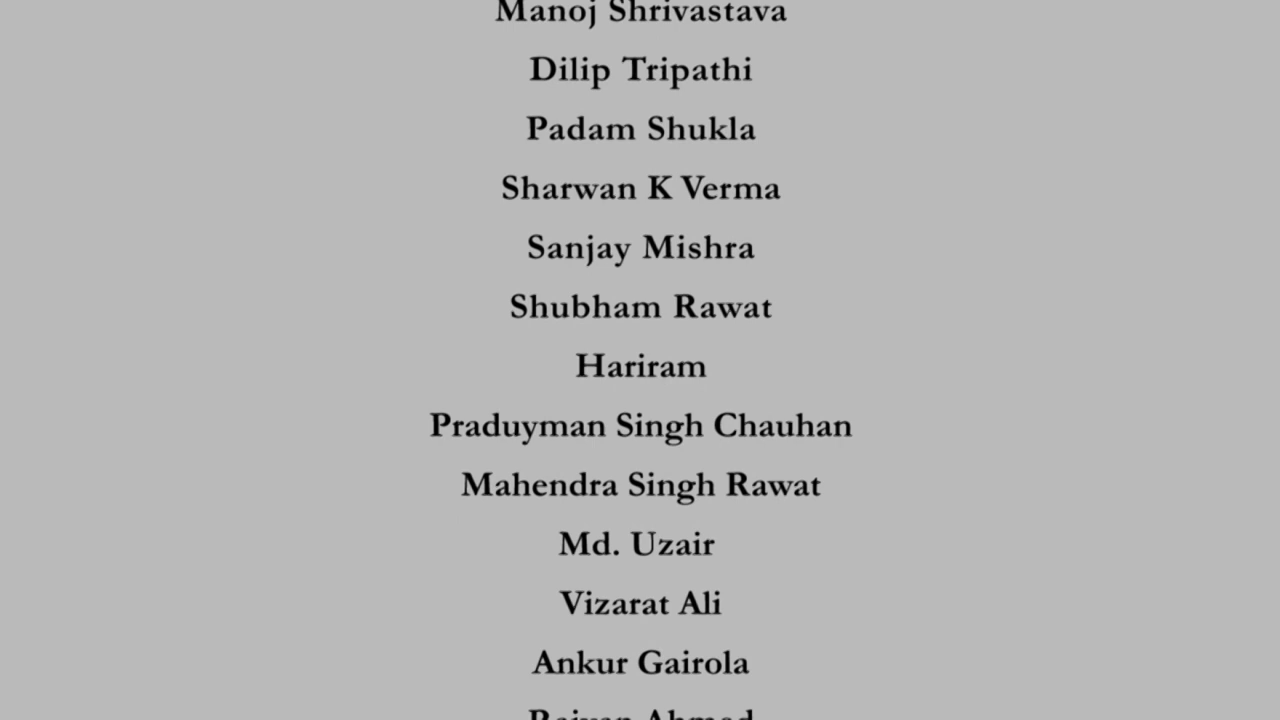 Manoj Shrivastava
Dilip Tripathi
Padam Shukla
Sharwan K Verma
Sanjay Mishra
Shubham Rawat
Hariram
Praduyman Singh Chauhan
Mahendra Singh Rawat
Md. Uzair
Vizarat Ali
Ankur Gairola
Ahmed